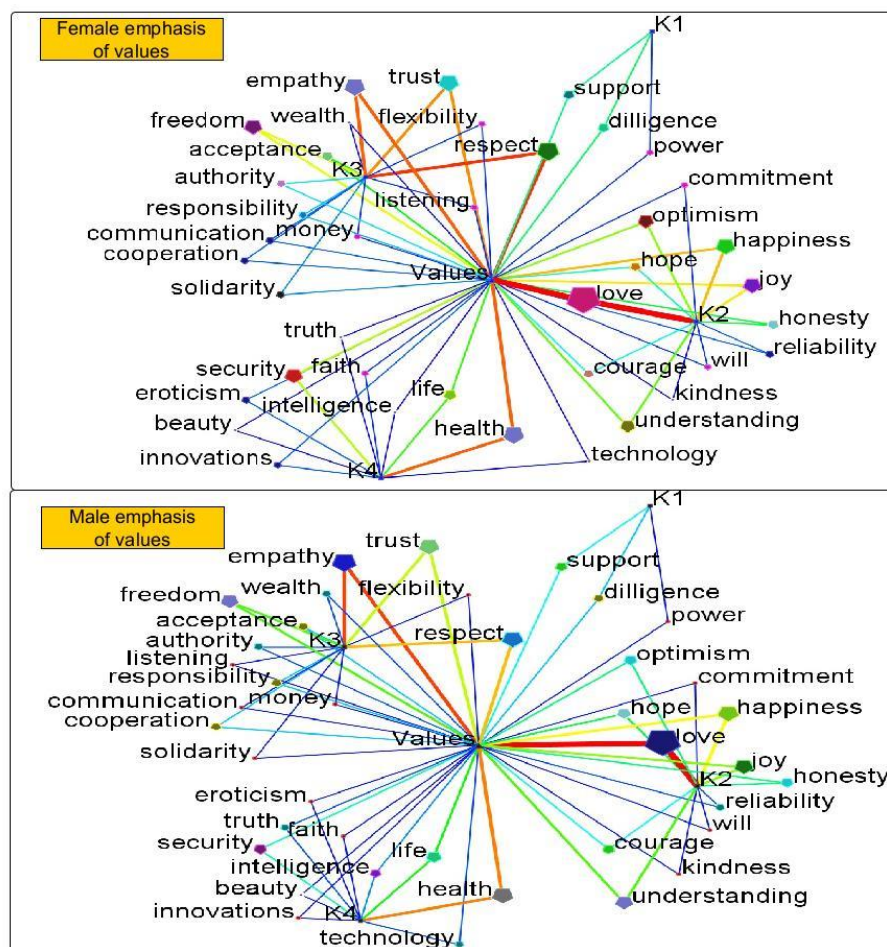 Female emphasis
of values
K1
empathy
trust
support
wealth
flexibility
freedom
dilligence
acceptance
respect
power
K3
authority
commitment
listening
responsibility
optimism
communication
money
happiness
cooperation
hope
Values
joy
solidarity
love
K2
honesty
truth
reliability
security
faith
courage
will
eroticism
life
kindness
intelligence
beauty
health
understanding
innovations
K4
technology
Male emphasis
of values
K1
trust
empathy
support
wealth
flexibility
freedom
dilligence
acceptance
power
authority
K3
respect
listening
optimism
responsibility
commitment
communication
money
hope
happiness
cooperation
love
Values
solidarity
joy
K2
honesty
eroticism
reliability
truth
faith
will
security
life
courage
intelligence
kindness
beauty
health
understanding
innovations
K4
technology